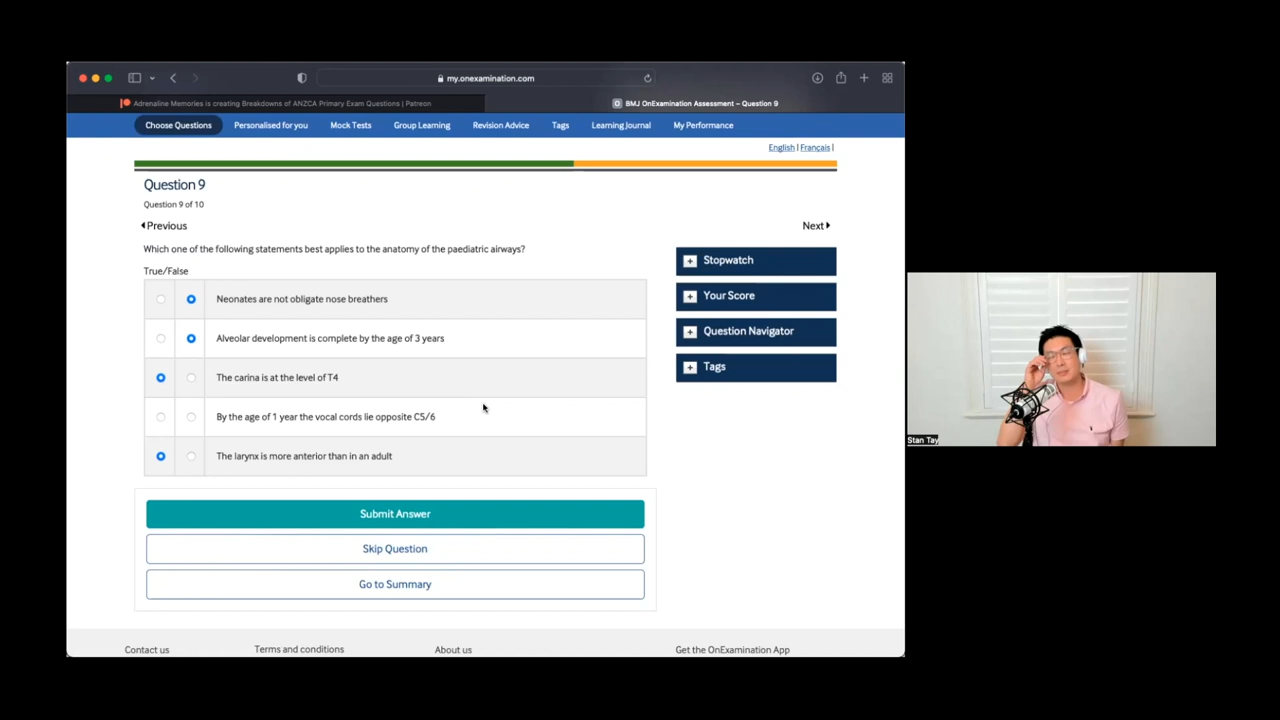 my.onexamination.com
Adrenaline Memories is creating Breakdowns of ANZCA Primary Exam Questions | Patreon
BMJ OnExamination Assessment – Question 9
Choose Questions Personalised for you Mock Tests Group Learning Revision Advice Tags Learning Journal My Performance
English | Français |
Question 9
Question 9 of 10
Previous Next
Which one of the following statements best applies to the anatomy of the paediatric airways?
True/False
Neonates are not obligate nose breathers
Alveolar development is complete by the age of 3 years
The carina is at the level of T4
By the age of 1 year the vocal cords lie opposite C5/6
The larynx is more anterior than in an adult
Submit Answer
Skip Question
Go to Summary
Stopwatch
Your Score
Question Navigator
Tags
Contact us Terms and conditions About us Get the OnExamination App
Stan Tay